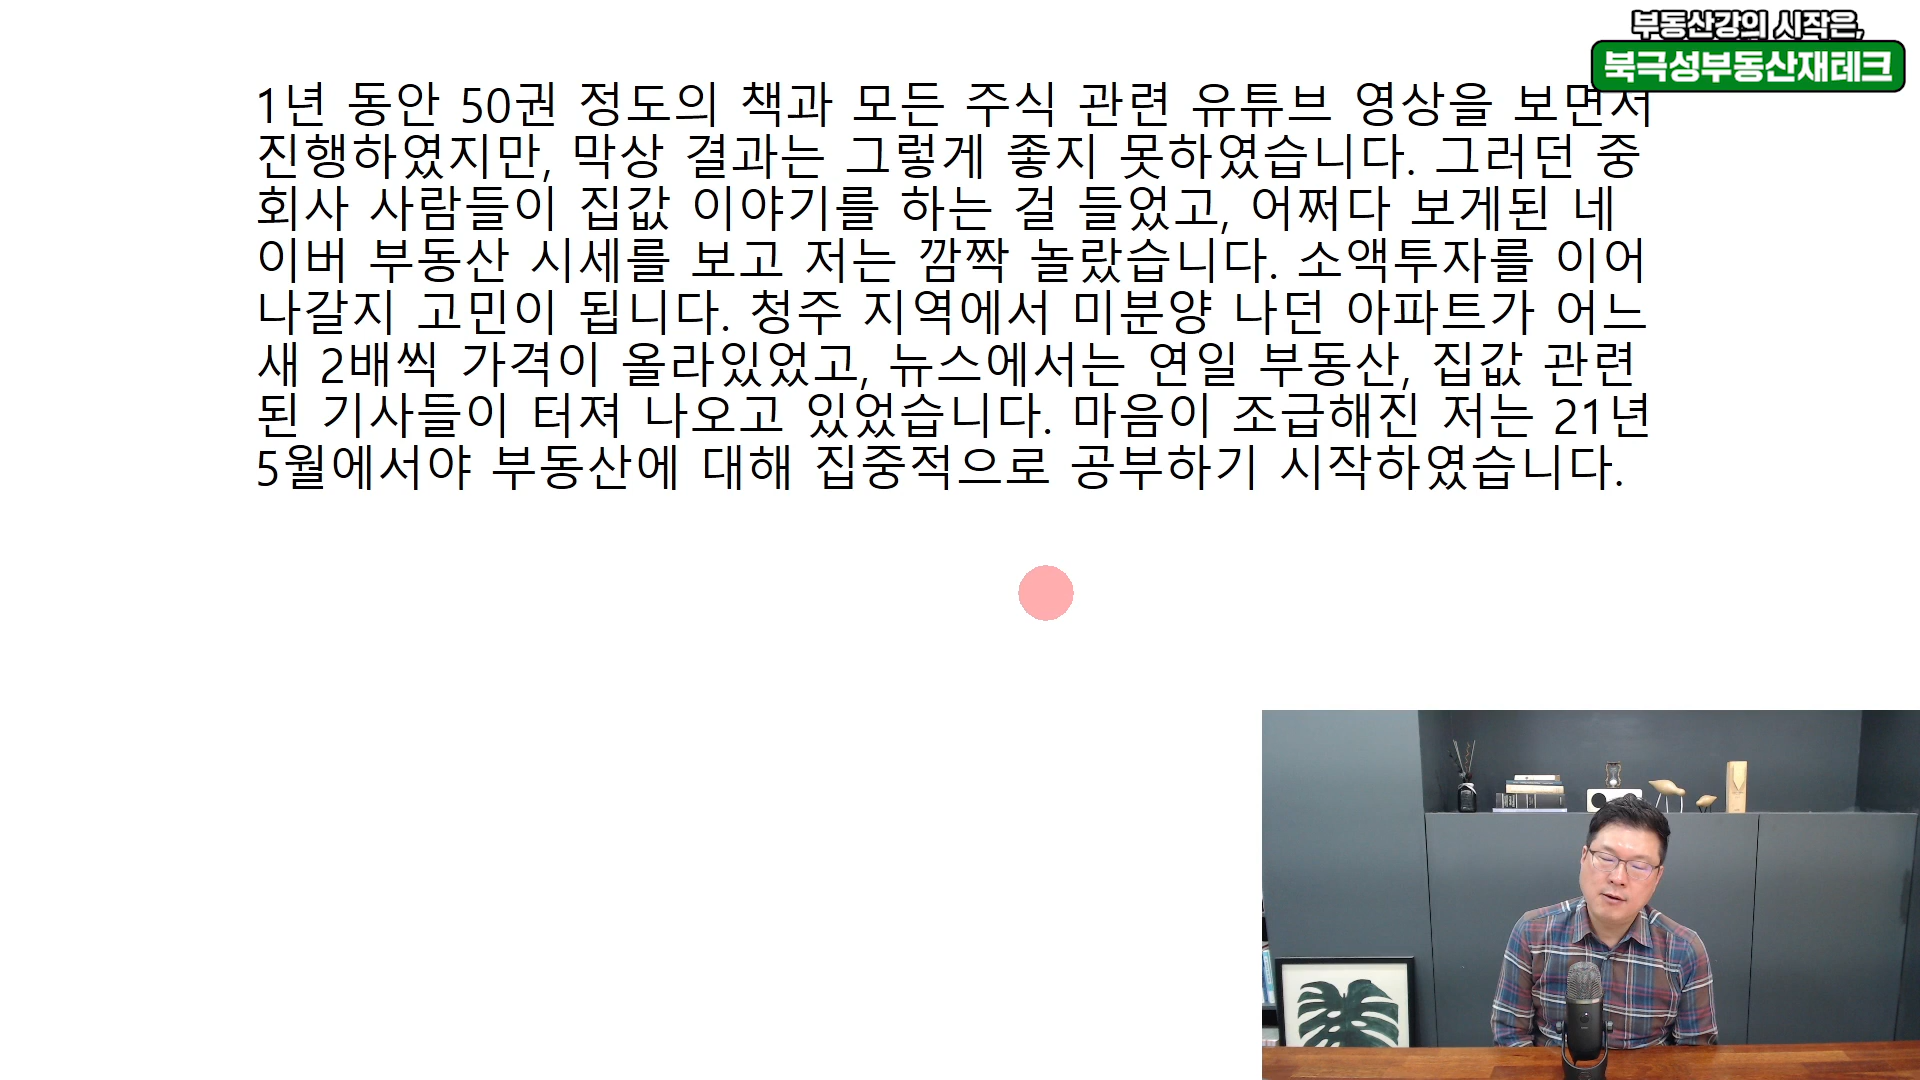 부동산강의 시작은,
북극성부동산재테크
1년 동안 50권 정도의 책과 모든 주식 관련 유튜브 영상을 보면서
진행하였지만, 막상 결과는 그렇게 좋지 못하였습니다. 그러던 중
회사 사람들이 집값 이야기를 하는 걸 들었고, 어쩌다 보게된 네
이버 부동산 시세를 보고 저는 깜짝 놀랐습니다. 소액투자를 이어
나갈지 고민이 됩니다. 청주 지역에서 미분양 나던 아파트가 어느
새 2배씩 가격이 올라있었고, 뉴스에서는 연일 부동산, 집값 관련
된 기사들이 터져 나오고 있었습니다. 마음이 조급해진 저는 21년
5월에서야 부동산에 대해 집중적으로 공부하기 시작하였습니다.